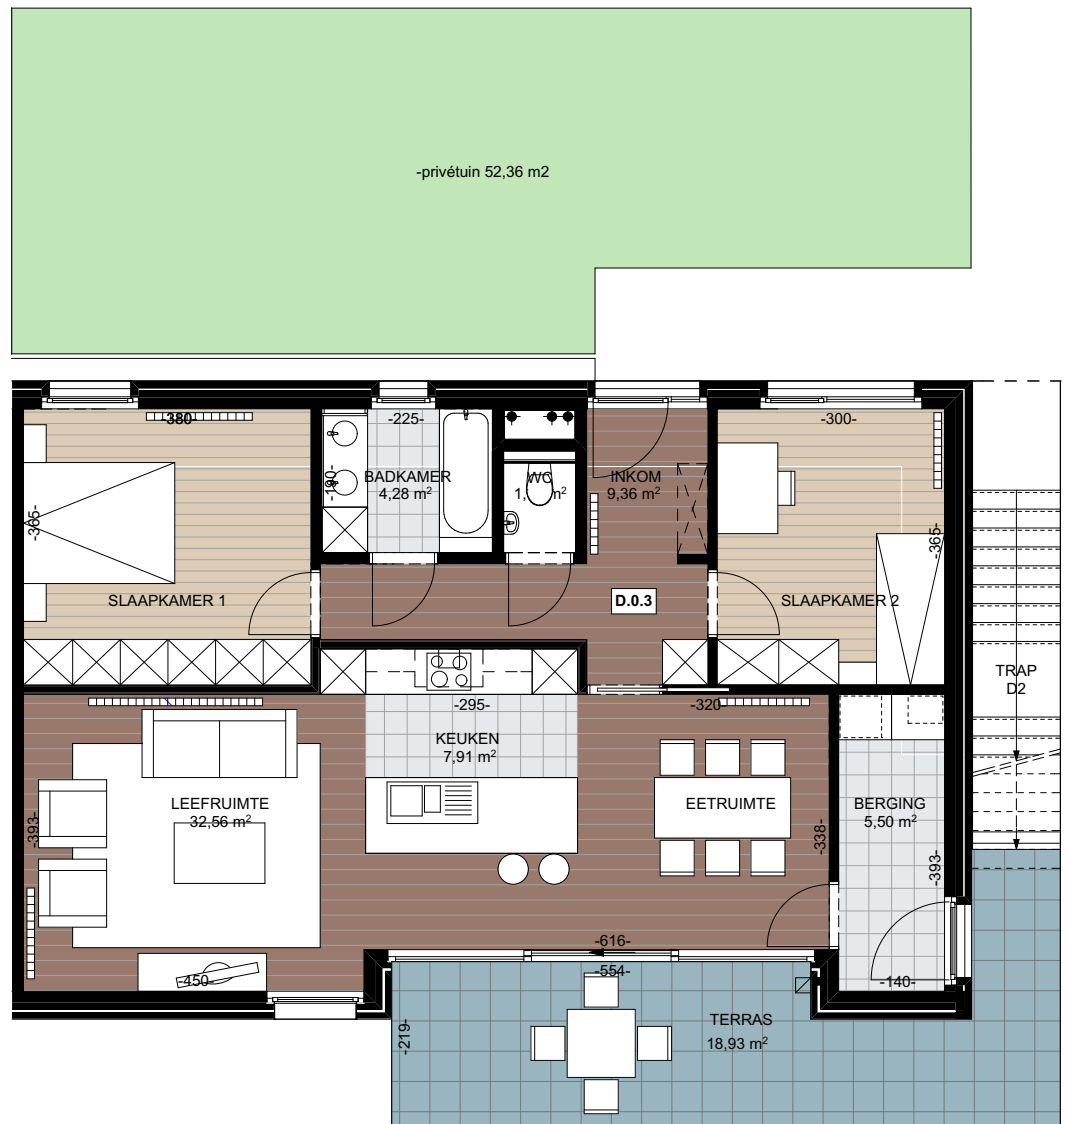 -privétuin 52,36 m2
-380-
-225-
-300-
BADKAMER
4,28 m²
-190-
WC
INKOM
9,36 m²
-365-
-365-
SLAAPKAMER 1
D.0.3
SLAAPKAMER 2
TRAP
D2
-295-
-320-
KEUKEN
7,91 m²
LEEFRUIMTE
32,56 m²
EETRUIMTE
BERGING
5,50 m²
-393-
-338-
-393-
-616-
-554-
-450-
-140-
-219-
TERRAS
18,93 m²